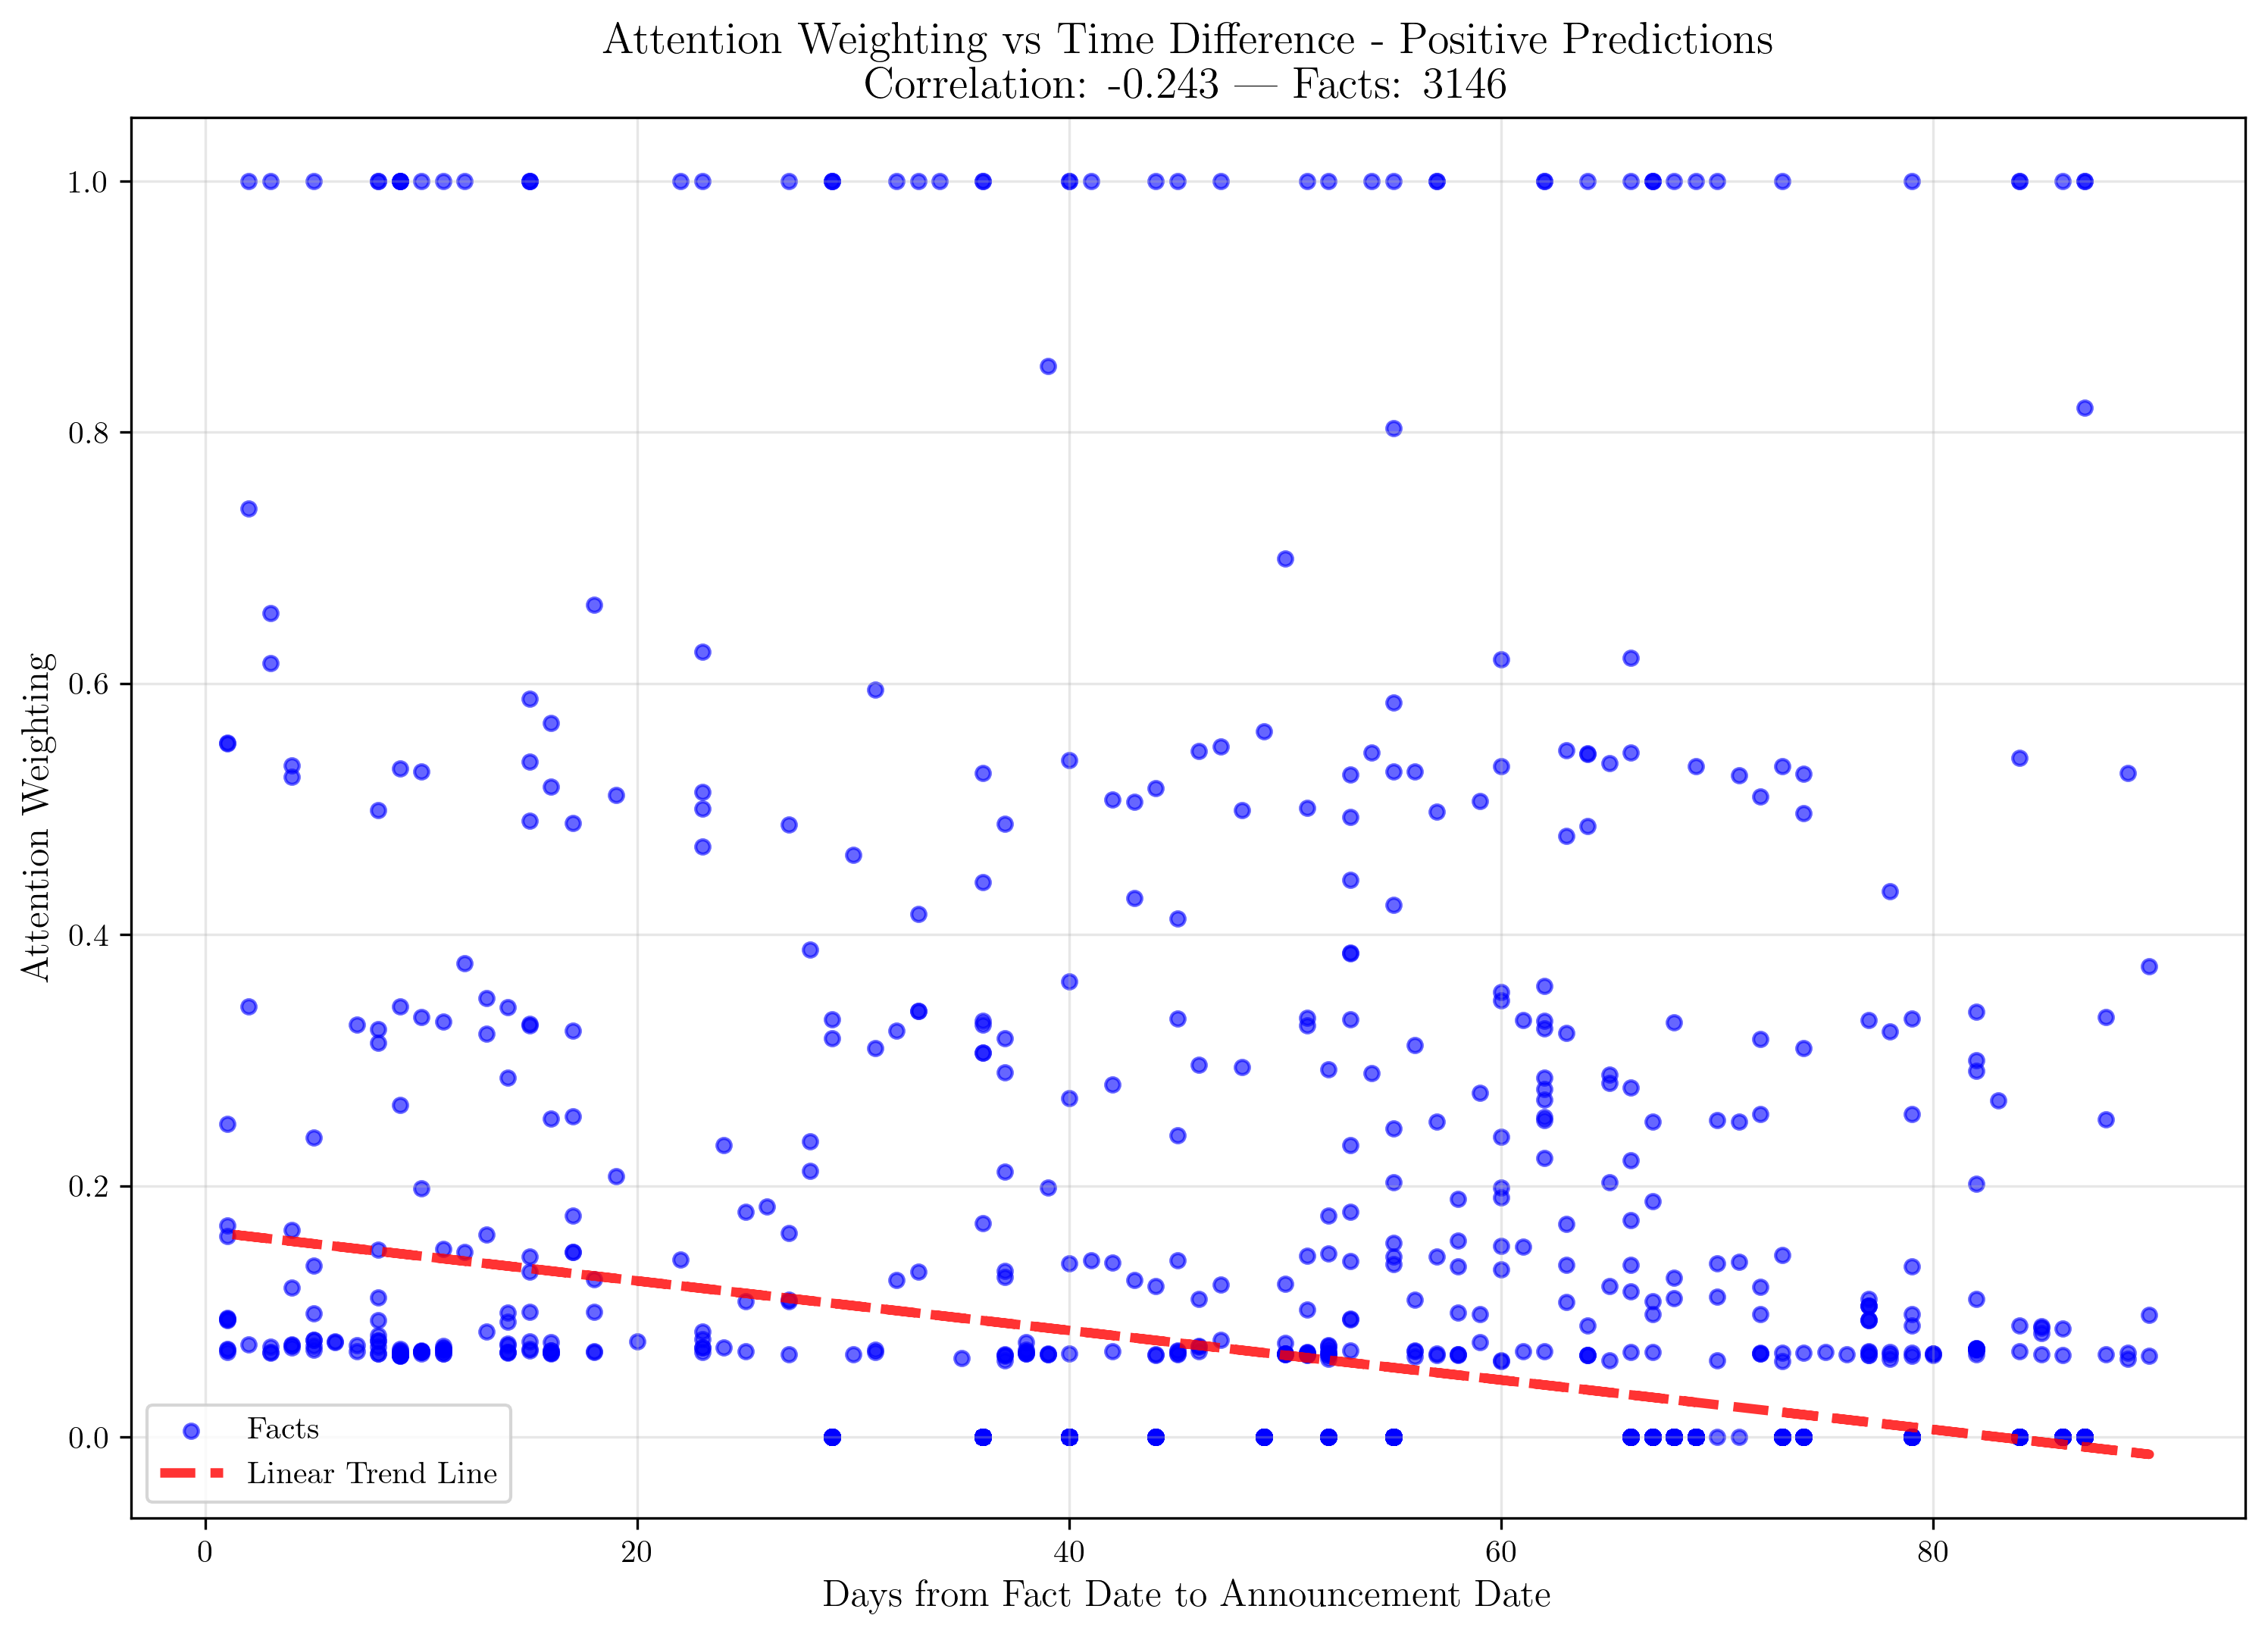 Attention Weighting vs Time Difference - Positive Predictions
Correlation: -0.243 — Facts: 3146
1.0
0.8
0.6
0.4
0.2
0.0
Attention Weighting
Facts
Linear Trend Line
0 20 40 60 80
Days from Fact Date to Announcement Date